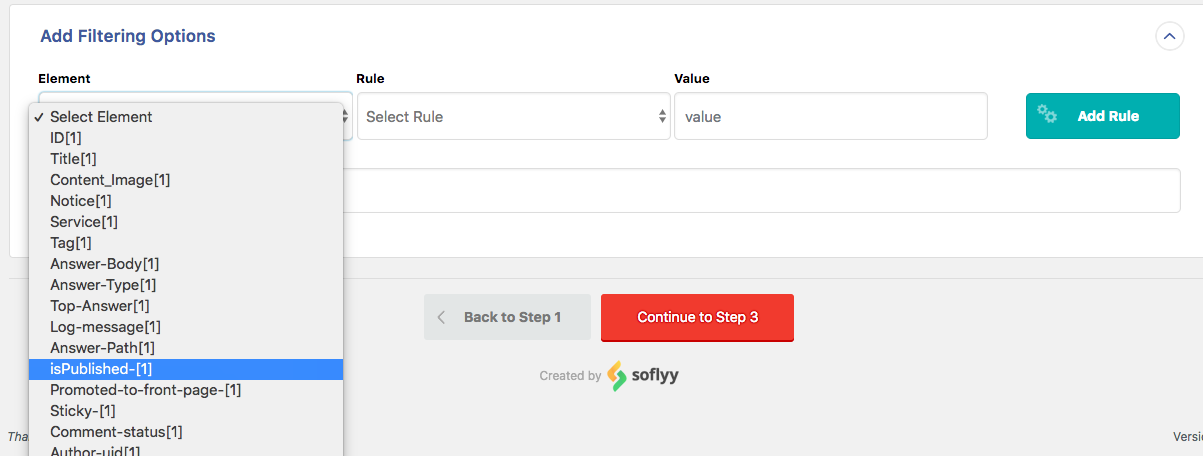 Add Filtering Options
Element
Rule
Value
Select Rule
value
Add Rule
✓ Select Element
ID[1]
Title[1]
Content_Image[1]
Notice[1]
Service[1]
Tag[1]
Answer-Body[1]
Answer-Type[1]
Top-Answer[1]
Log-message[1]
Answer-Path[1]
isPublished-[1]
Promoted-to-front-page-[1]
Sticky-[1]
Comment-status[1]
Author-uid[1]
Back to Step 1
Continue to Step 3
Created by soflyy